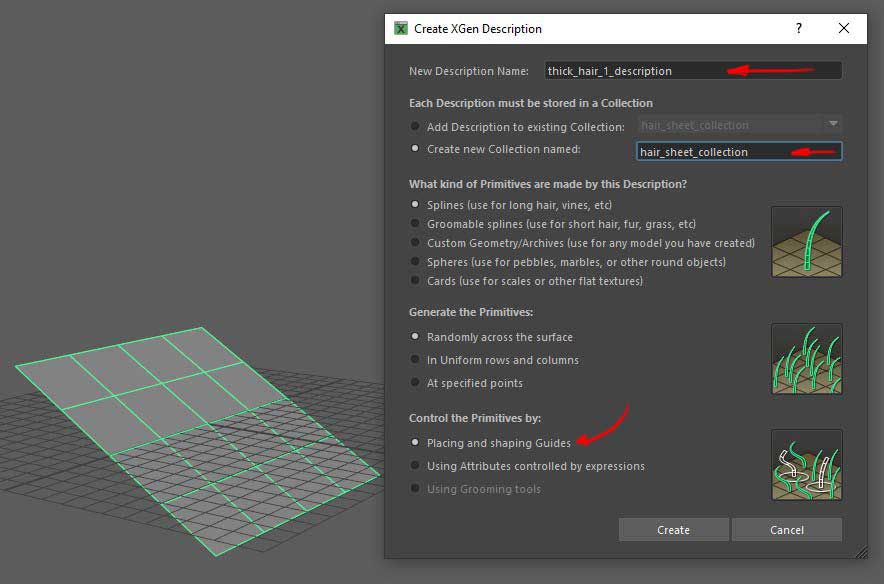 Create XGen Description
?
New Description Name: thick_hair_1_description
Each Description must be stored in a Collection
Add Description to existing Collection: hair_sheet_collection
Create new Collection named: hair_sheet_collection
What kind of Primitives are made by this Description?
Splines (use for long hair, vines, etc)
Groomable splines (use for short hair, fur, grass, etc)
Custom Geometry/Archives (use for any model you have created)
Spheres (use for pebbles, marbles, or other round objects)
Cards (use for scales or other flat textures)
Generate the Primitives:
Randomly across the surface
In Uniform rows and columns
At specified points
Control the Primitives by:
Placing and shaping Guides
Using Attributes controlled by expressions
Using Grooming tools
Create Cancel